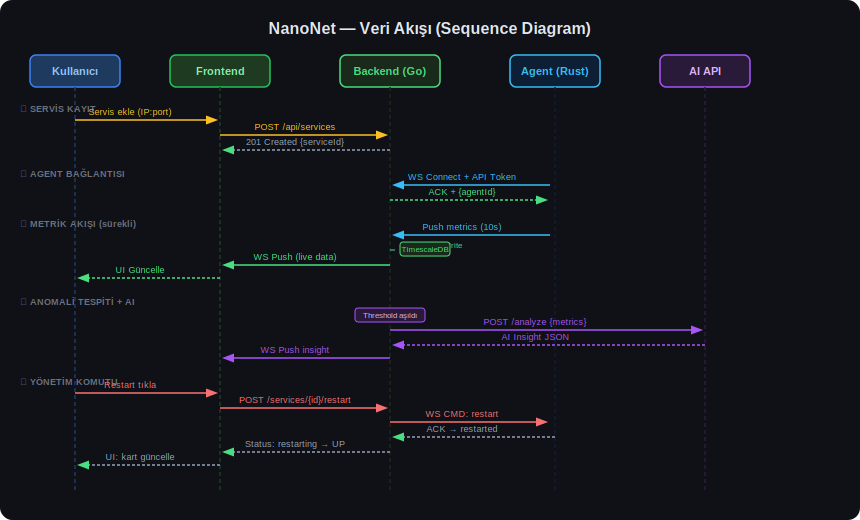 NanoNet — Veri Akışı (Sequence Diagram)
Kullanıcı
Frontend
Backend (Go)
Agent (Rust)
AI API
SERVİS KAYIT
Servis ekle (IP:port)
POST /api/services
201 Created {serviceId}
AGENT BAĞLANTISI
WS Connect + API Token
ACK + {agentId}
METRİK AKIŞI (sürekli)
Push metrics (10s)
TimescaleDB
WS Push (live data)
UI Güncelle
ANOMALİ TESPİTİ + AI
Threshold aşıldı
POST /analyze {metrics}
AI Insight JSON
WS Push insight
YÖNETİM KOMUTU
Restart tıkla
POST /services/{id}/restart
WS CMD: restart
ACK → restarted
Status: restarting → UP
UI: kart güncelle